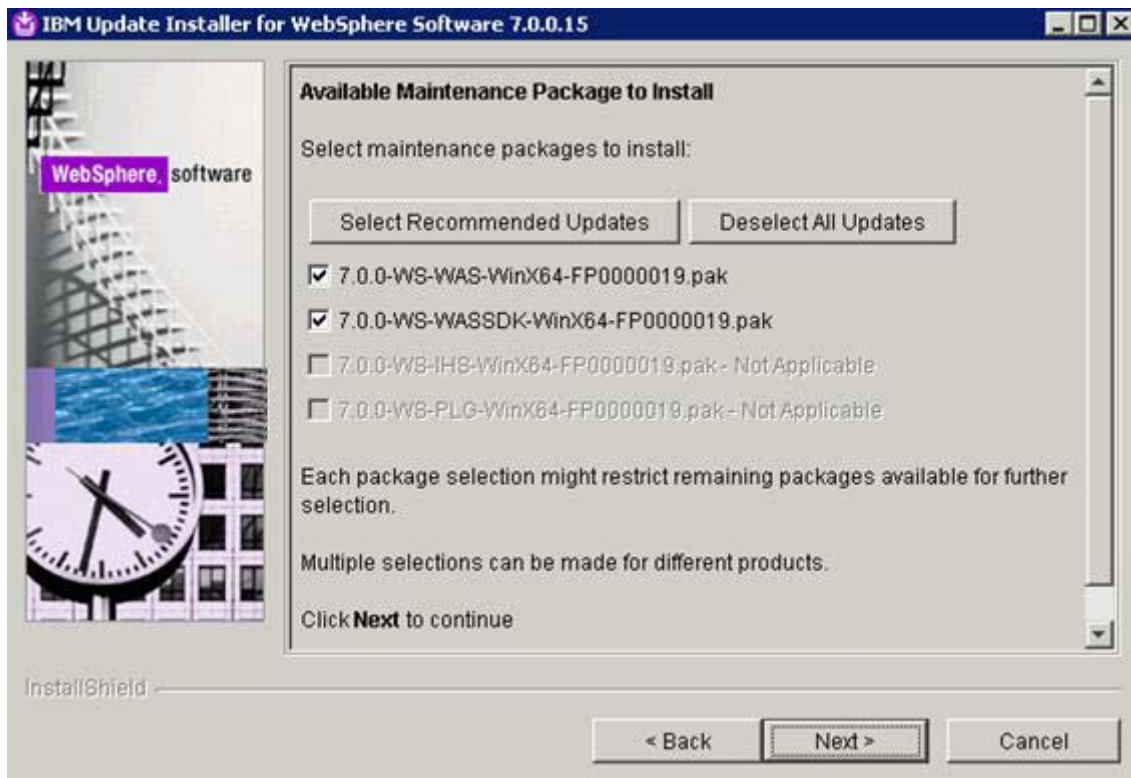 IBM Update Installer for WebSphere Software 7.0.0.15
WebSphere. software
Available Maintenance Package to Install
Select maintenance packages to install:
Select Recommended Updates
Deselect All Updates
7.0.0-WS-WAS-WinX64-FP0000019.pak
7.0.0-WS-WASSDK-WinX64-FP0000019.pak
7.0.0-WS-IHS-WinX64-FP0000019.pak - Not Applicable
7.0.0-WS-PLG-WinX64-FP0000019.pak - Not Applicable
Each package selection might restrict remaining packages available for further
selection.
Multiple selections can be made for different products.
Click Next to continue
InstallShield
< Back
Next >
Cancel